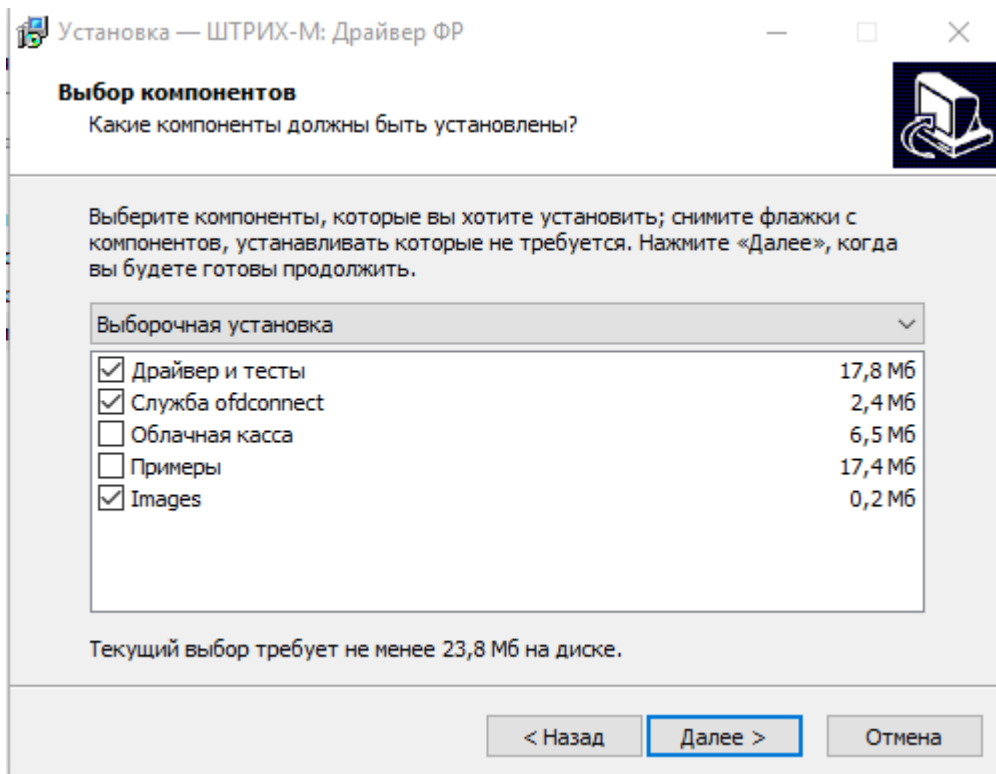 Установка — ШТРИХ-М: Драйвер ФР
Выбор компонентов
Какие компоненты должны быть установлены?
Выберите компоненты, которые вы хотите установить; снимите флажки с
компонентов, устанавливать которые не требуется. Нажмите «Далее», когда
вы будете готовы продолжить.
Выборочная установка
Драйвер и тесты 17,8 Мб
Служба ofdconnect 2,4 Мб
Облачная касса 6,5 Мб
Примеры 17,4 Мб
Images 0,2 Мб
Текущий выбор требует не менее 23,8 Мб на диске.
< Назад Далее > Отмена